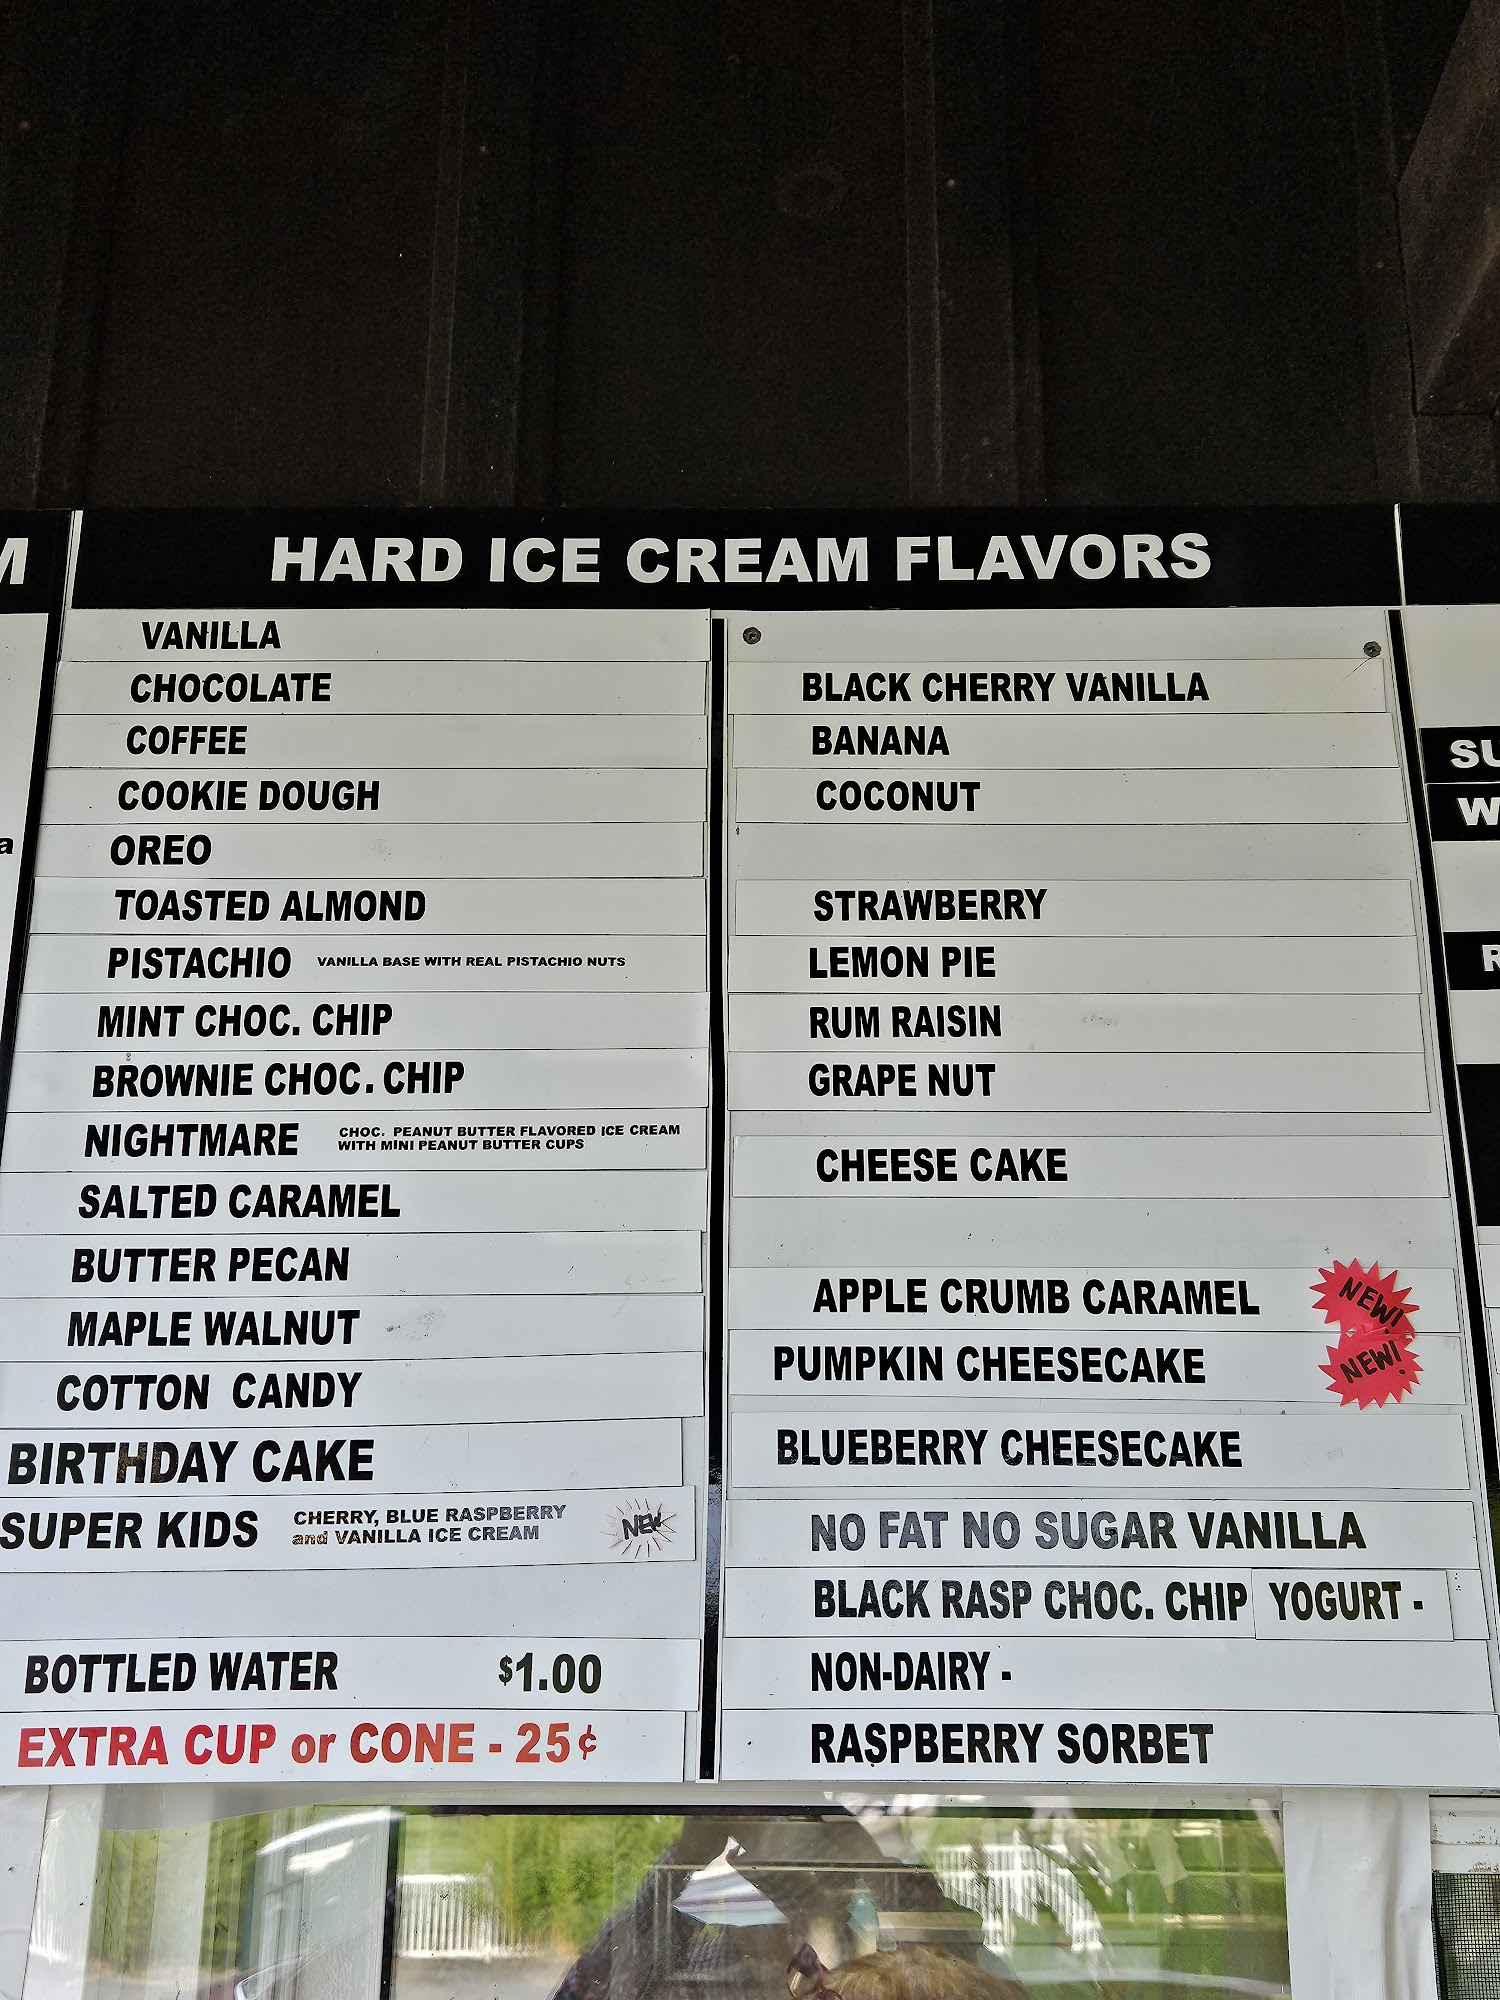 HARD ICE CREAM FLAVORS
VANILLA
CHOCOLATE
COFFEE
COOKIE DOUGH
OREO
TOASTED ALMOND
PISTACHIO VANILLA BASE WITH REAL PISTACHIO NUTS
MINT CHOC. CHIP
BROWNIE CHOC. CHIP
NIGHTMARE CHOC. PEANUT BUTTER FLAVORED ICE CREAM
WITH MINI PEANUT BUTTER CUPS
SALTED CARAMEL
BUTTER PECAN
MAPLE WALNUT
COTTON CANDY
BIRTHDAY CAKE
SUPER KIDS CHERRY, BLUE RASPBERRY
and VANILLA ICE CREAM NEW
BOTTLED WATER $1.00
EXTRA CUP or CONE - 25¢
BLACK CHERRY VANILLA
BANANA
COCONUT
STRAWBERRY
LEMON PIE
RUM RAISIN
GRAPE NUT
CHEESE CAKE
APPLE CRUMB CARAMEL NEW!
PUMPKIN CHEESECAKE NEW!
BLUEBERRY CHEESECAKE
NO FAT NO SUGAR VANILLA
BLACK RASP CHOC. CHIP YOGURT -
NON-DAIRY -
RASPBERRY SORBET